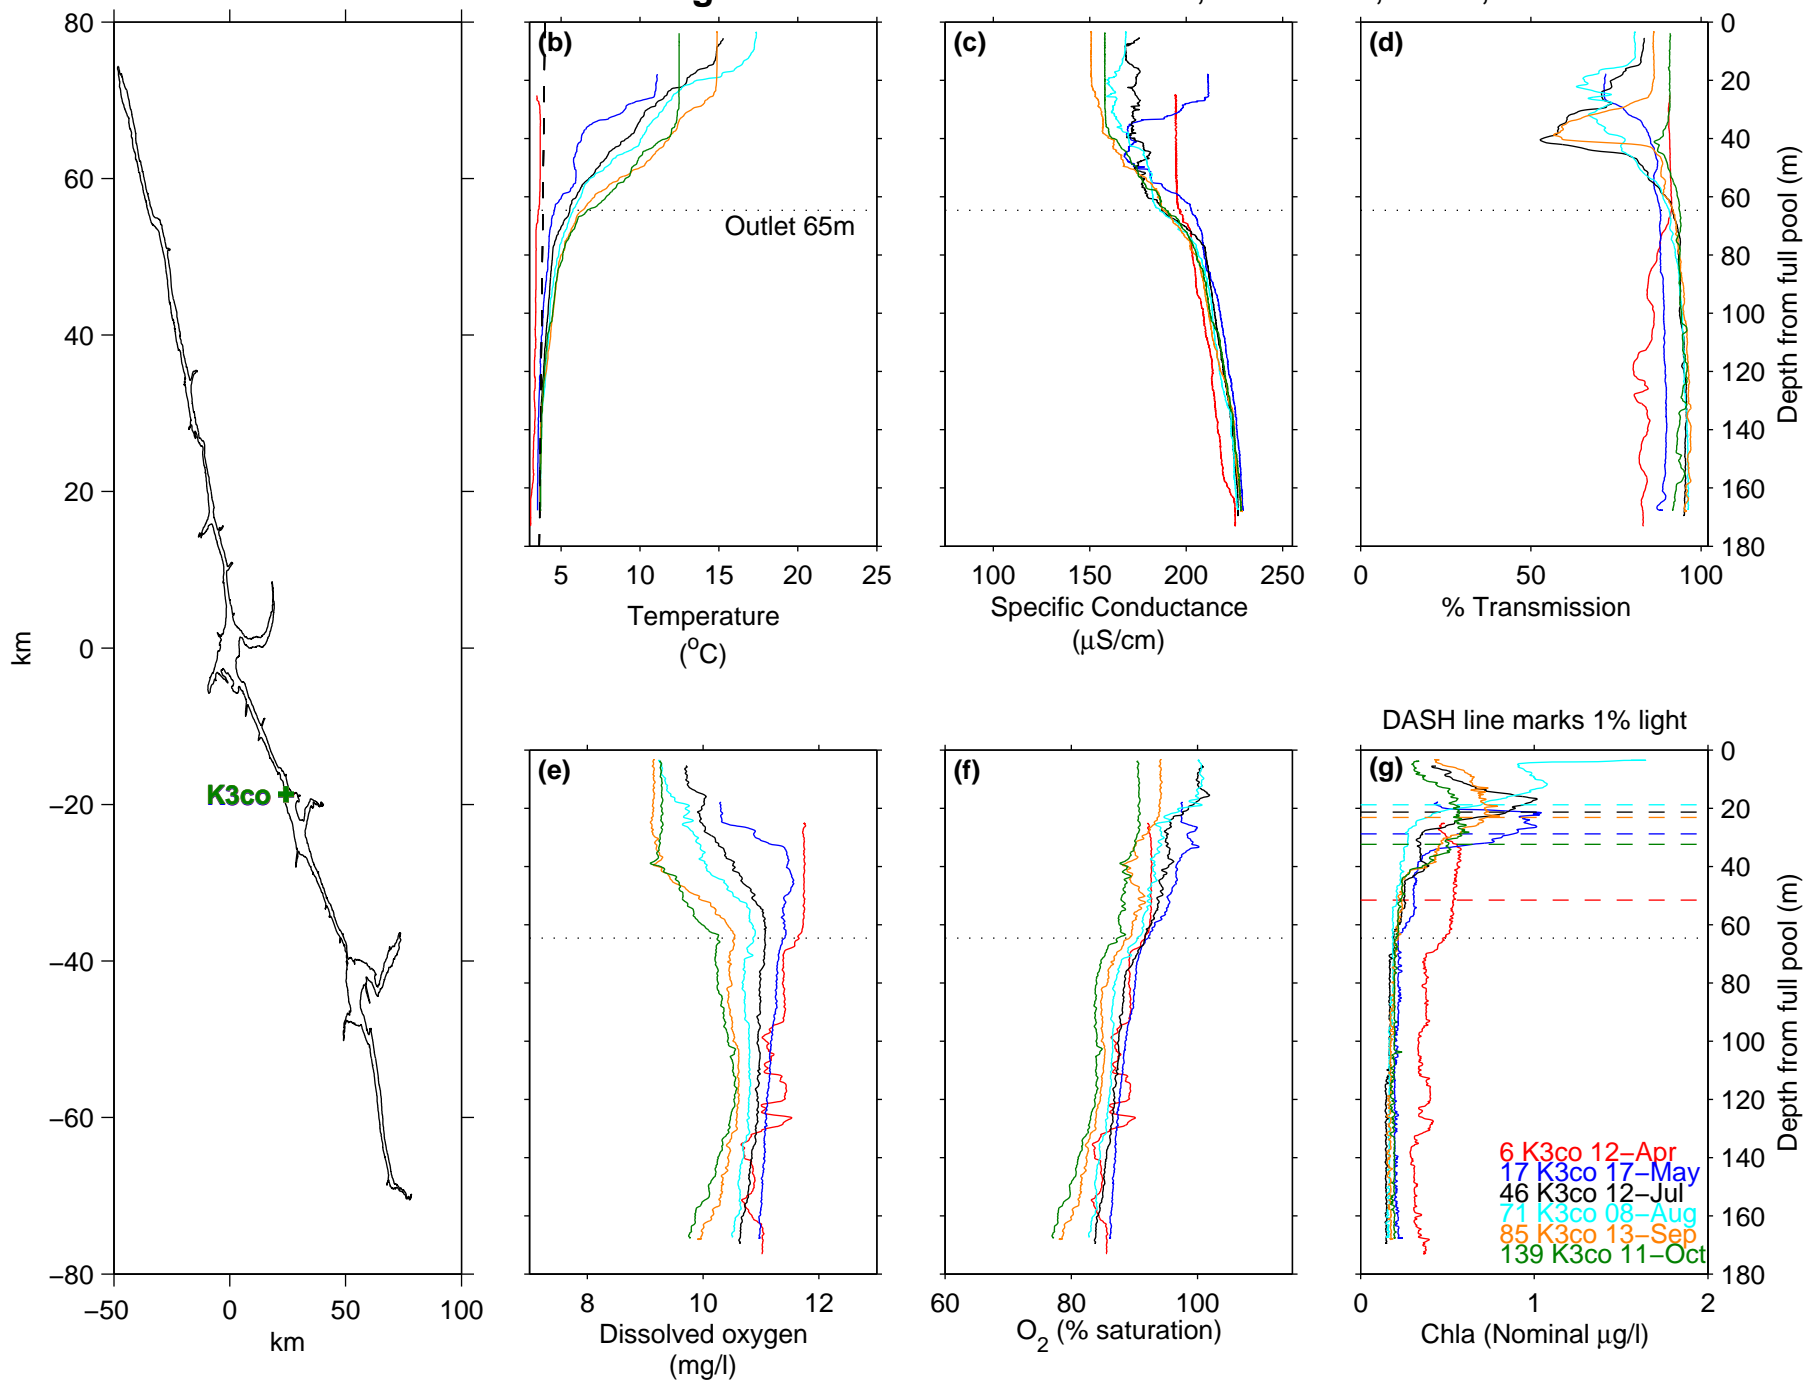 80
60
40
20
0
−20
−40
−60
−80
−50 0 50 100
km
km
K3co
(b)
Outlet 65m
5 10 15 20 25
Temperature
(oC)
(c)
100 150 200 250
Specific Conductance
(μS/cm)
(d)
0 50 100
% Transmission
0
20
40
60
80
100
120
140
160
180
Depth from full pool (m)
(e)
8 10 12
Dissolved oxygen
(mg/l)
(f)
60 80 100
O2 (% saturation)
DASH line marks 1% light
(g)
6 K3co 12−Apr
17 K3co 17−May
46 K3co 12−Jul
71 K3co 08−Aug
85 K3co 13−Sep
139 K3co 11−Oct
0 1 2
Chla (Nominal μg/l)
0
20
40
60
80
100
120
140
160
180
Depth from full pool (m)